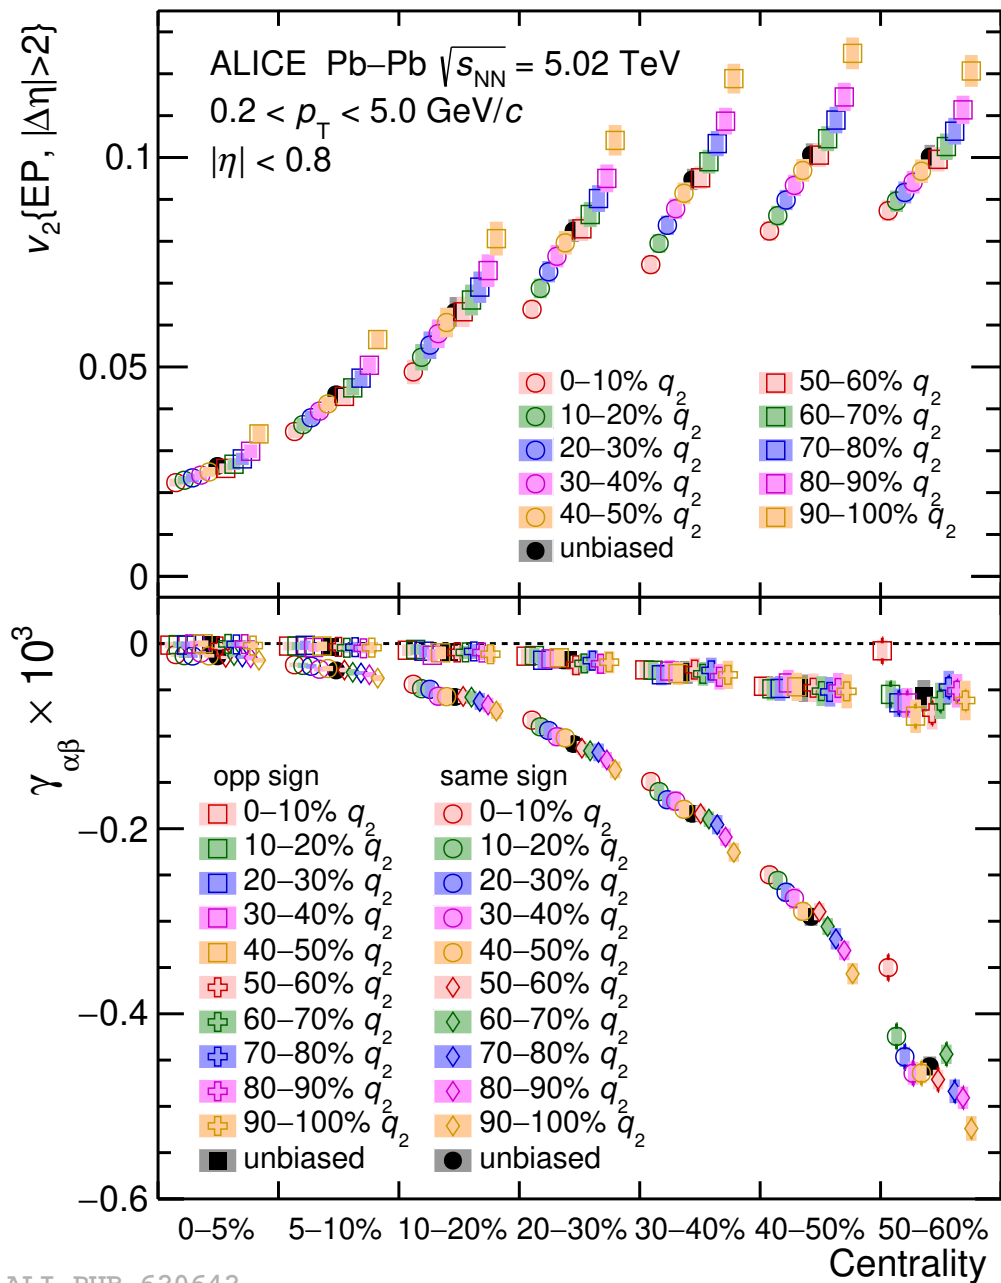 ALICE Pb–Pb √sNN = 5.02 TeV
0.2 < pT < 5.0 GeV/c
|η| < 0.8
v2{EP, |Δη|>2}
0.1
0.05
0
0–10% q2
10–20% q2
20–30% q2
30–40% q2
40–50% q2
unbiased
50–60% q2
60–70% q2
70–80% q2
80–90% q2
90–100% q2
γαβ × 10³
0
−0.2
−0.4
−0.6
opp sign
0–10% q2
10–20% q2
20–30% q2
30–40% q2
40–50% q2
50–60% q2
60–70% q2
70–80% q2
80–90% q2
90–100% q2
unbiased
same sign
0–10% q2
10–20% q2
20–30% q2
30–40% q2
40–50% q2
50–60% q2
60–70% q2
70–80% q2
80–90% q2
90–100% q2
unbiased
0–5% 5–10% 10–20% 20–30% 30–40% 40–50% 50–60%
Centrality